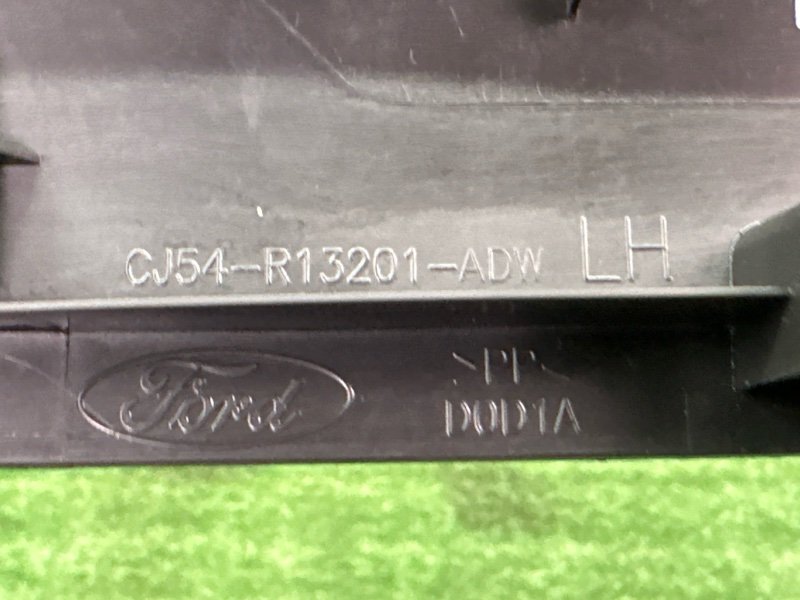 CJ54-R13201-ADW LH
Ford
>PP<
D0D1A